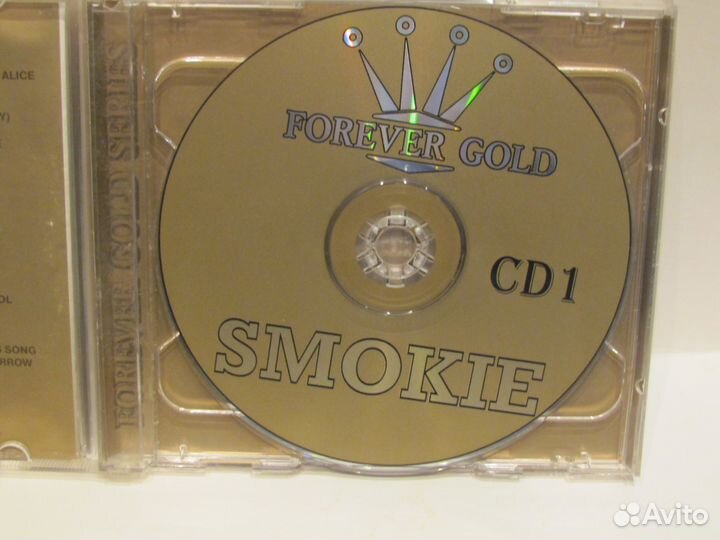 ALICE
Y)
OL
SONG
RROW
FOREVER GOLD SERIES
FOREVER GOLD
CD 1
SMOKIE
Avito